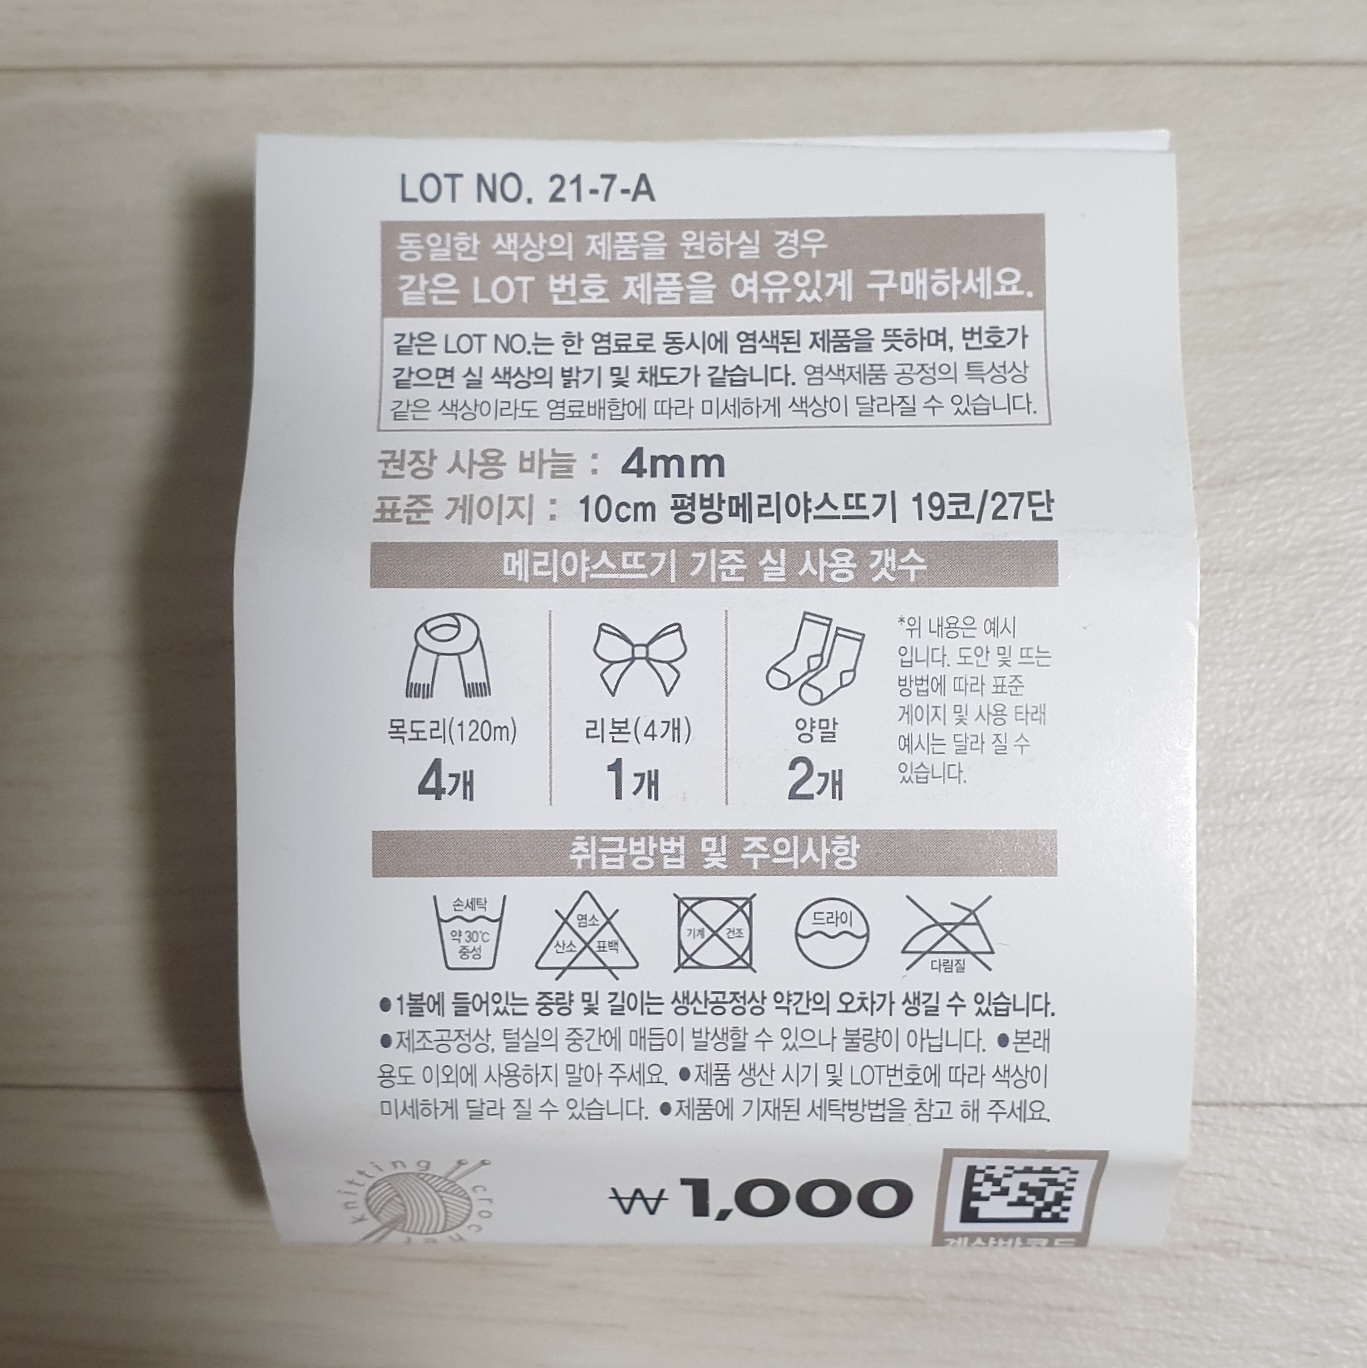 LOT NO. 21-7-A
동일한 색상의 제품을 원하실 경우
같은 LOT 번호 제품을 여유있게 구매하세요.
같은 LOT NO.는 한 염료로 동시에 염색된 제품을 뜻하며, 번호가
같으면 실 색상의 밝기 및 채도가 같습니다. 염색제품 공정의 특성상
같은 색상이라도 염료배합에 따라 미세하게 색상이 달라질 수 있습니다.
권장 사용 바늘 : 4mm
표준 게이지 : 10cm 평방메리야스뜨기 19코/27단
메리야스뜨기 기준 실 사용 갯수
목도리(120m)
4개
리본(4개)
1개
양말
2개
*위 내용은 예시
입니다. 도안 및 뜨는
방법에 따라 표준
게이지 및 사용 타래
예시는 달라 질 수
있습니다.
취급방법 및 주의사항
손세탁
약 30℃
중성
염소
산소 표백
기계 건조
드라이
다림질
●1볼에 들어있는 중량 및 길이는 생산공정상 약간의 오차가 생길 수 있습니다.
●제조공정상, 털실의 중간에 매듭이 발생할 수 있으나 불량이 아닙니다. ●본래
용도 이외에 사용하지 말아 주세요. ●제품 생산 시기 및 LOT번호에 따라 색상이
미세하게 달라 질 수 있습니다. ●제품에 기재된 세탁방법을 참고 해 주세요.
knitting
₩1,000
계산바코드